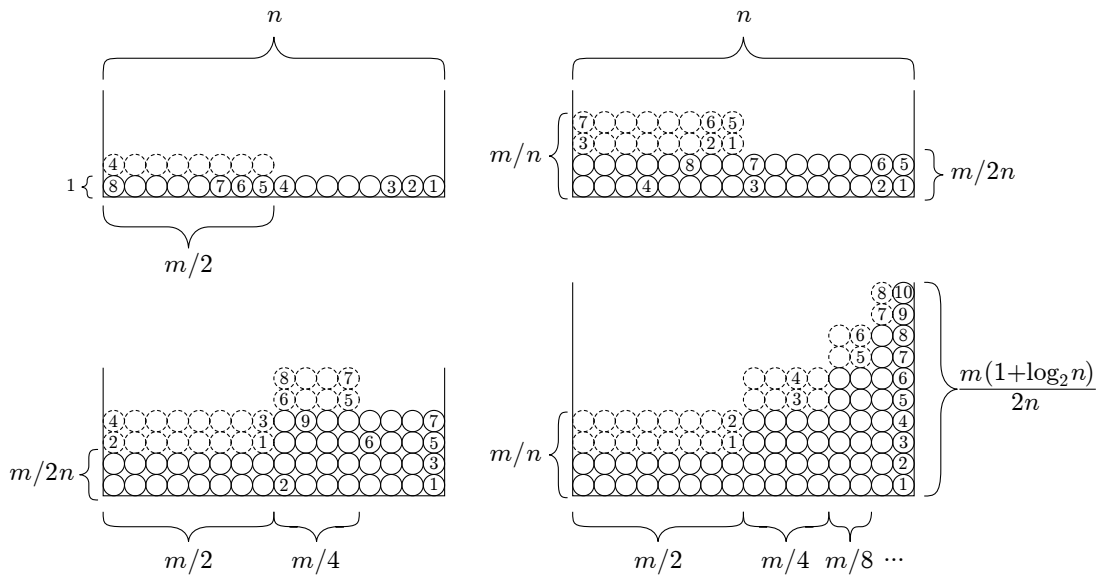 n
4
1 8 7 6 5 4 3 2 1
m/2
n
7 6 5
m/n 3 2 1
8 7 6 5
m/2n
4 3 2 1
8 7
6 5
4 3 9 7
2 1 6 5
m/2n 3
2 1
m/2 m/4
8 10
7 9
6 8
5 7
4 6
3 5
m(1+log₂n)
2n
2 4
1 3
m/n
2
1
m/2 m/4 m/8 ...